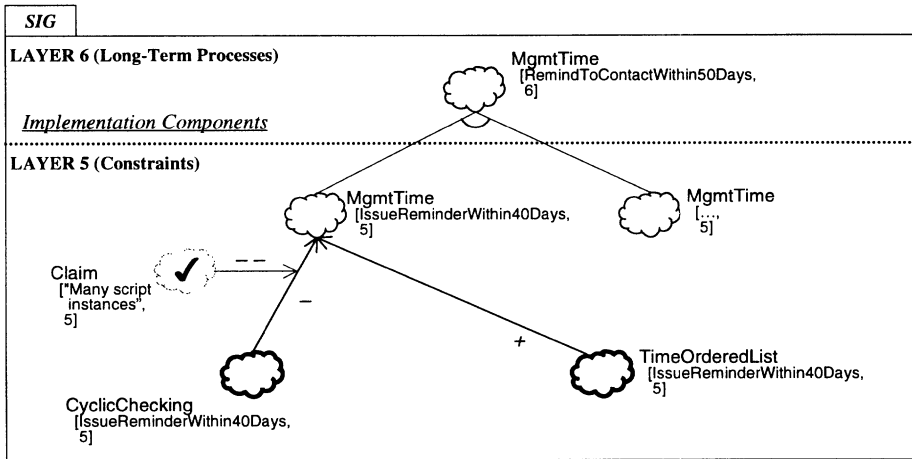 SIG
LAYER 6 (Long-Term Processes)
MgmtTime
[RemindToContactWithin50Days,
6]
Implementation Components
LAYER 5 (Constraints)
MgmtTime
[IssueReminderWithin40Days,
5]
MgmtTime
[...,
5]
Claim
["Many script
instances",
5]
– –
–
+
CyclicChecking
[IssueReminderWithin40Days,
5]
TimeOrderedList
[IssueReminderWithin40Days,
5]